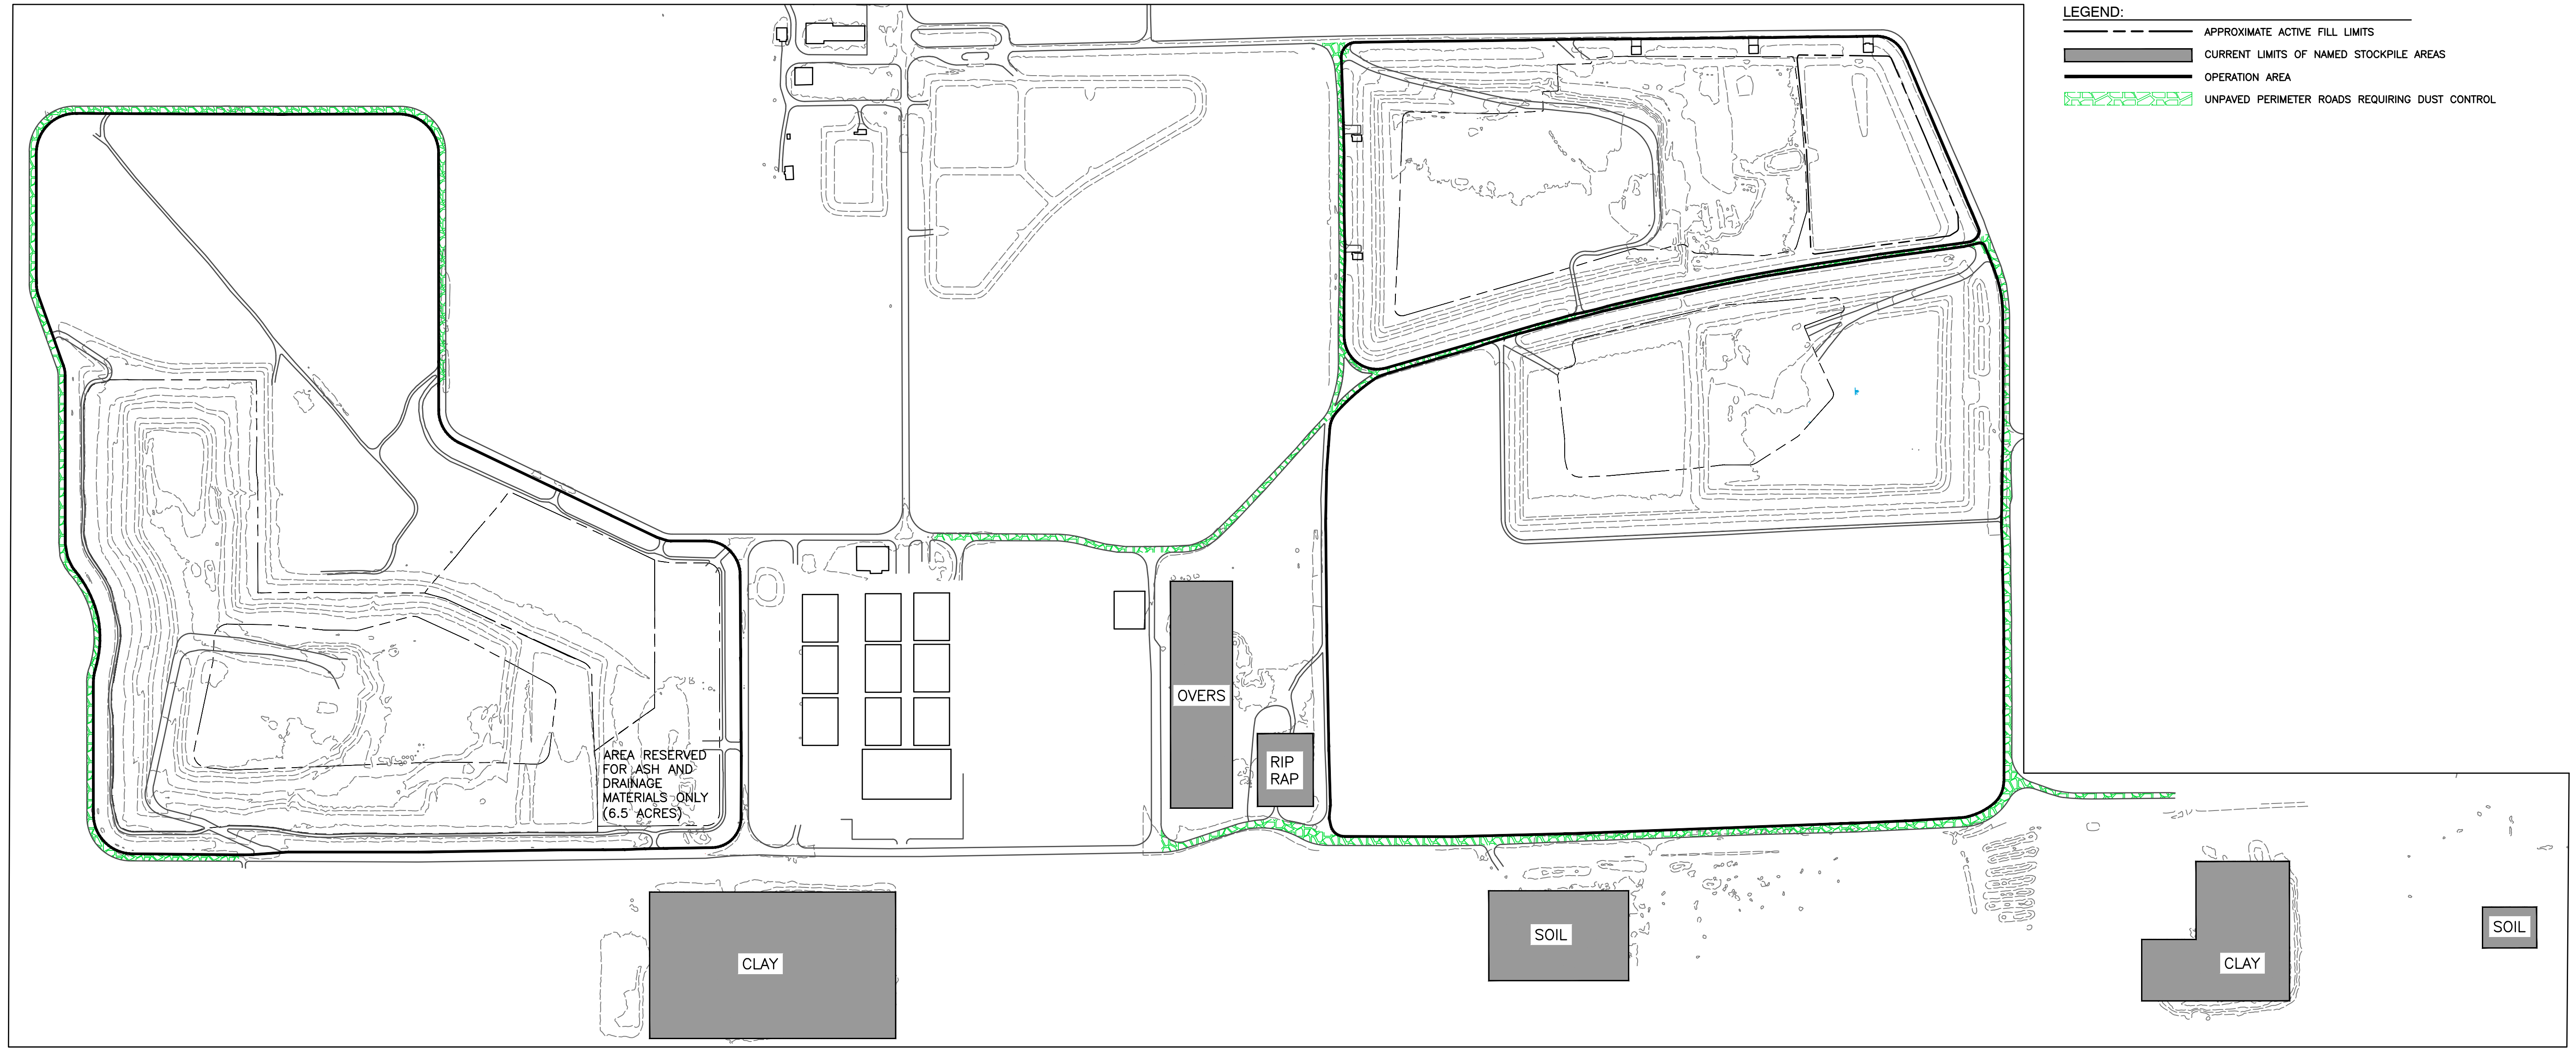 LEGEND:
APPROXIMATE ACTIVE FILL LIMITS
CURRENT LIMITS OF NAMED STOCKPILE AREAS
OPERATION AREA
UNPAVED PERIMETER ROADS REQUIRING DUST CONTROL
OVERS
RIP
RAP
AREA RESERVED
FOR ASH AND
DRAINAGE
MATERIALS ONLY
(6.5 ACRES)
CLAY
SOIL
CLAY
SOIL